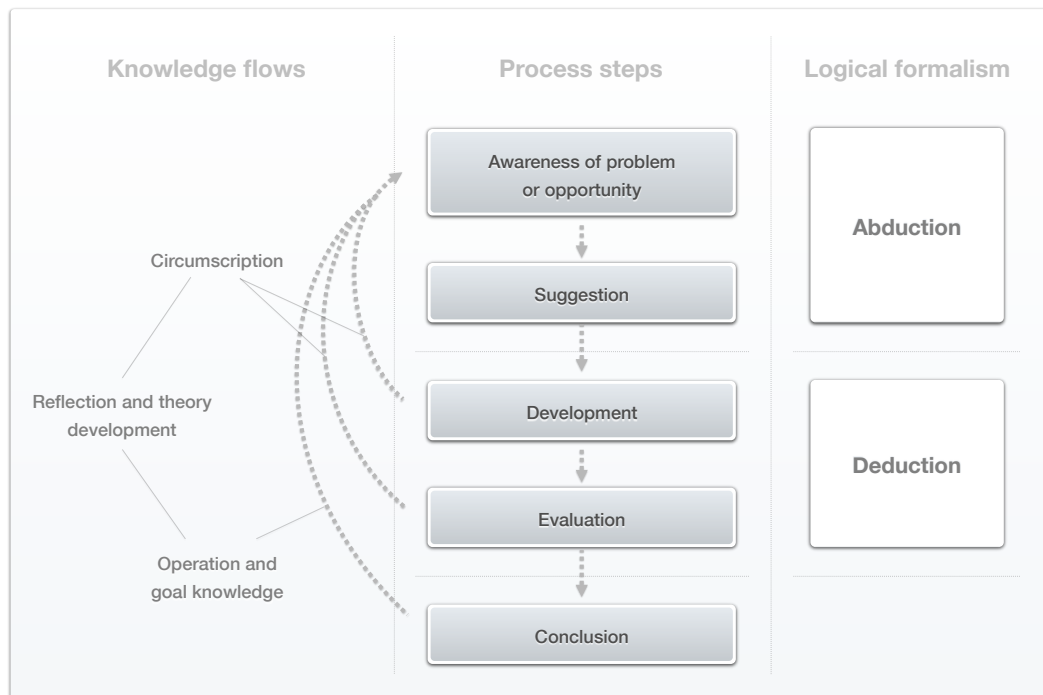 Knowledge flows
Process steps
Logical formalism
Awareness of problem
or opportunity
Abduction
Circumscription
Suggestion
Reflection and theory
development
Development
Deduction
Evaluation
Operation and
goal knowledge
Conclusion